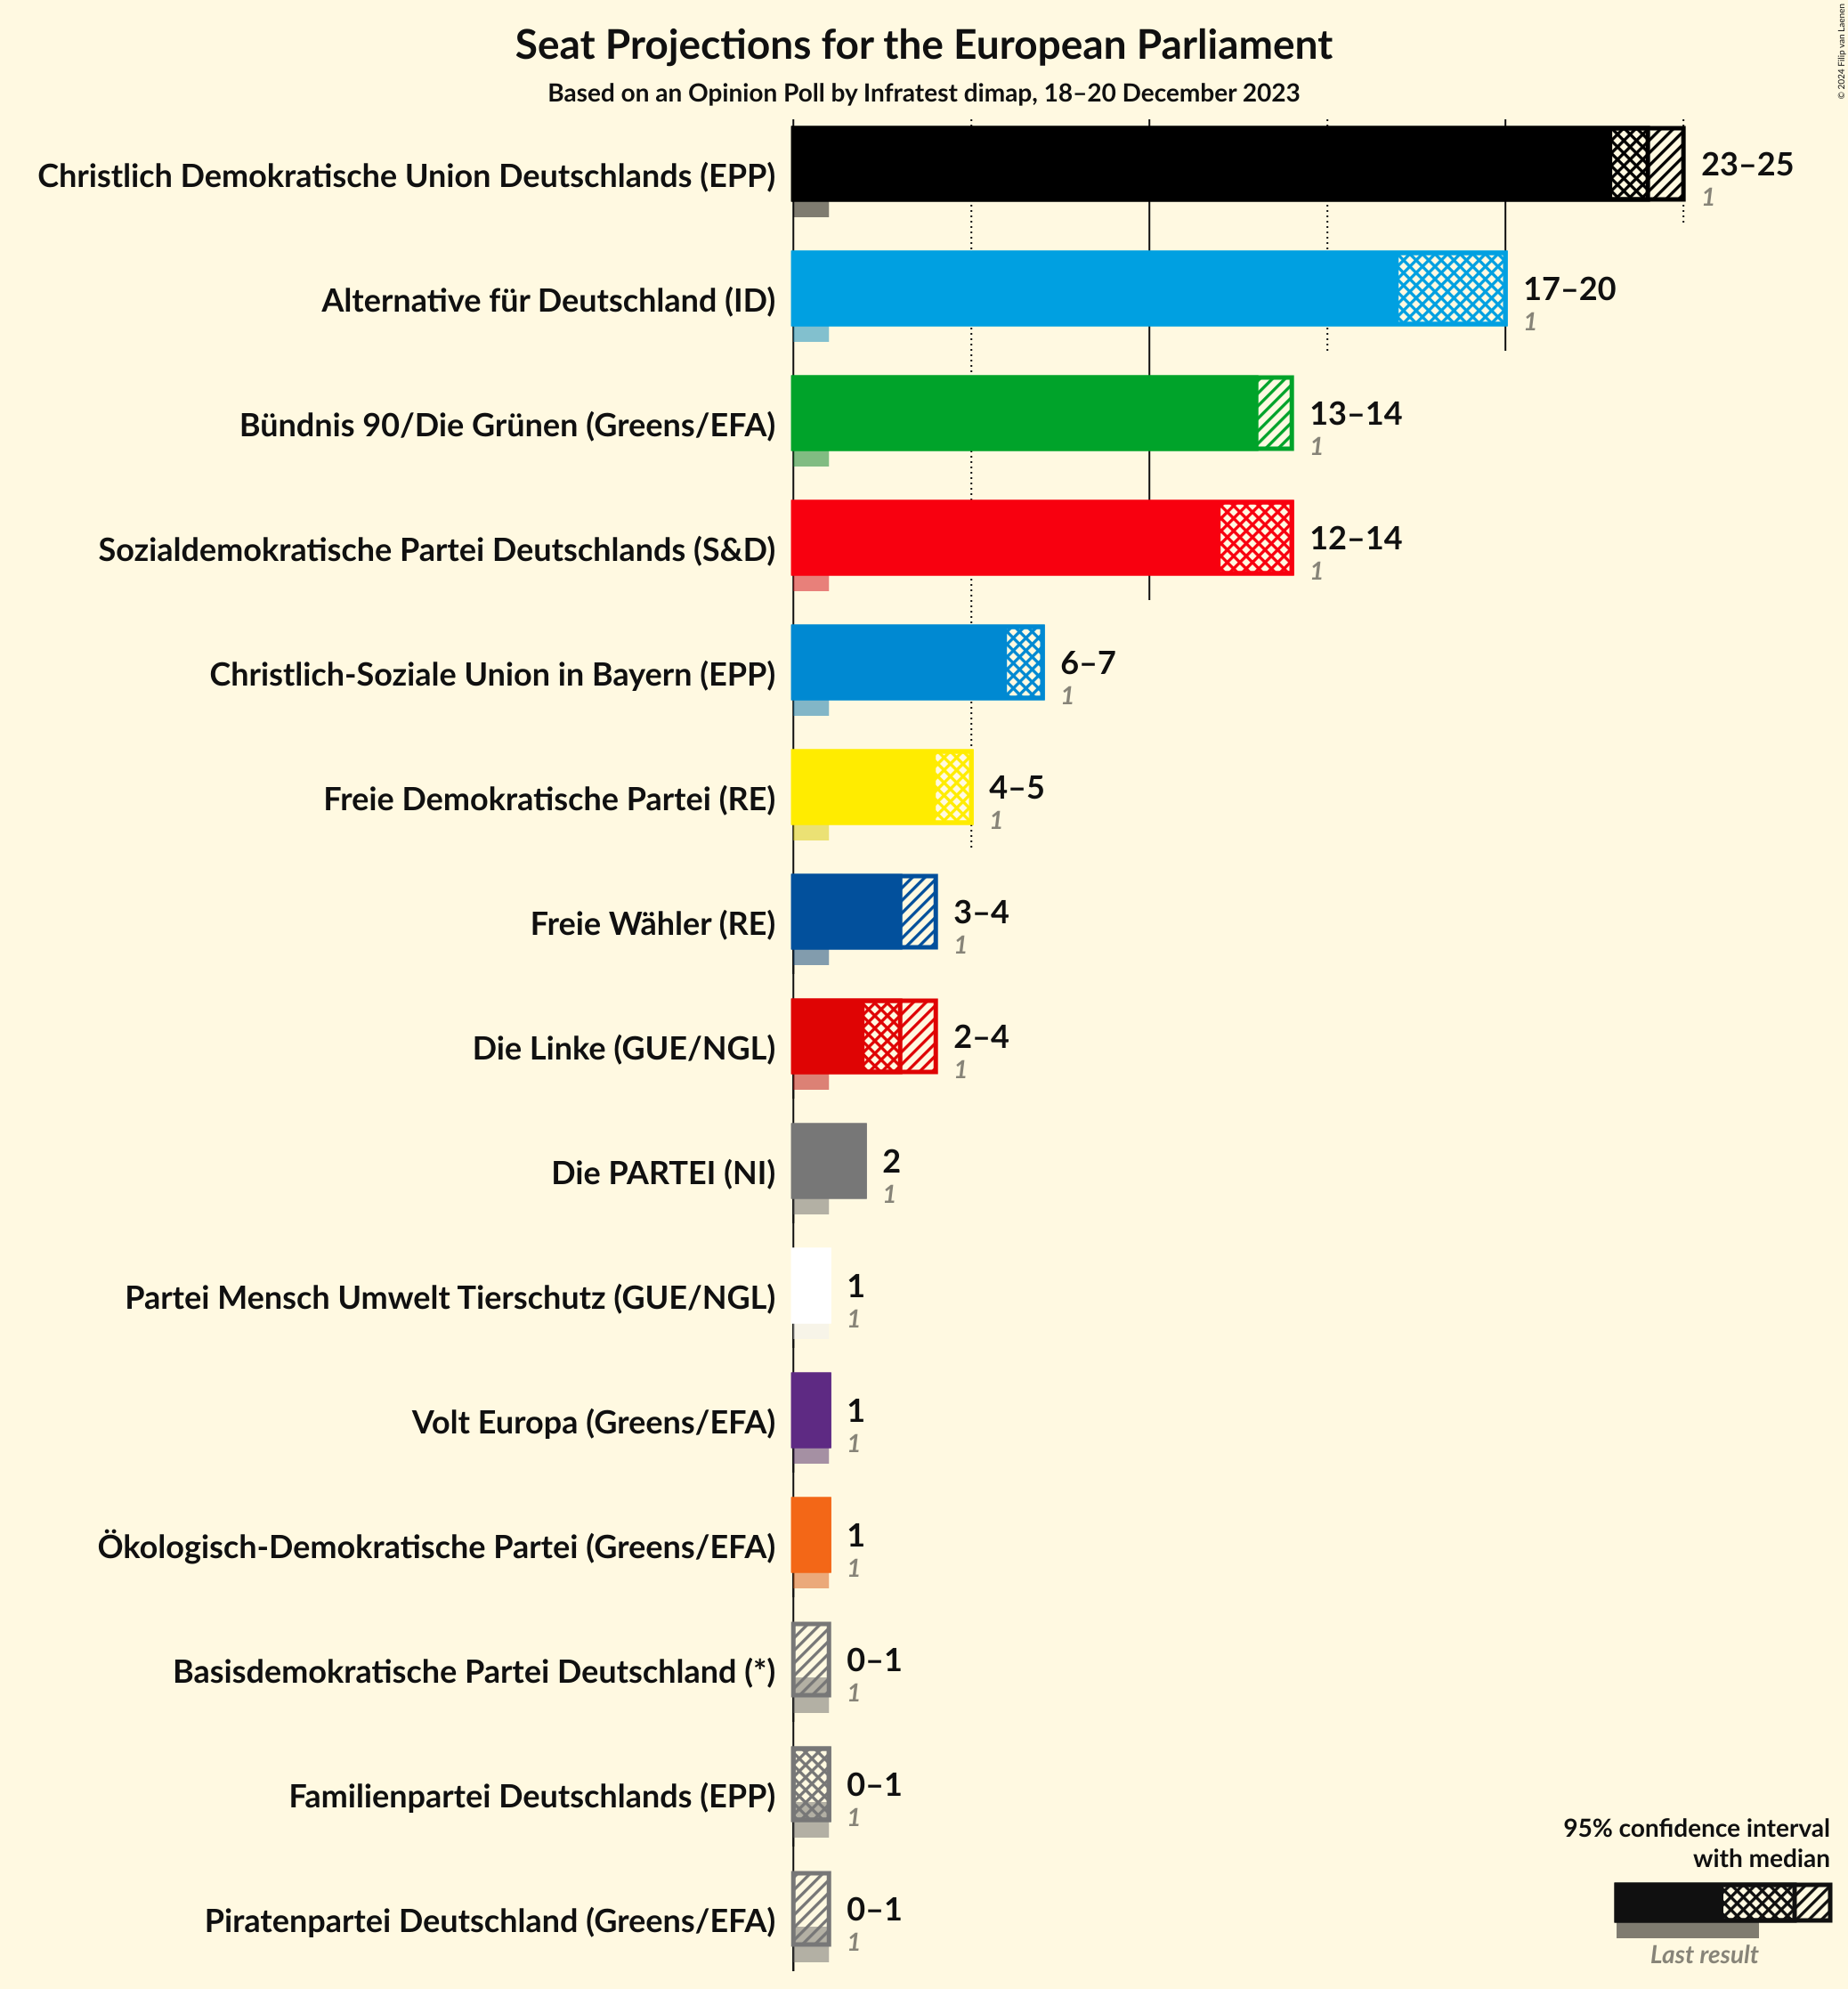 Seat Projections for the European Parliament
Based on an Opinion Poll by Infratest dimap, 18–20 December 2023
© 2024 Filip van Laenen
Christlich Demokratische Union Deutschlands (EPP)
23–25
1
Alternative für Deutschland (ID)
17–20
1
Bündnis 90/Die Grünen (Greens/EFA)
13–14
1
Sozialdemokratische Partei Deutschlands (S&D)
12–14
1
Christlich-Soziale Union in Bayern (EPP)
6–7
1
Freie Demokratische Partei (RE)
4–5
1
Freie Wähler (RE)
3–4
1
Die Linke (GUE/NGL)
2–4
1
Die PARTEI (NI)
2
1
Partei Mensch Umwelt Tierschutz (GUE/NGL)
1
1
Volt Europa (Greens/EFA)
1
1
Ökologisch-Demokratische Partei (Greens/EFA)
1
1
Basisdemokratische Partei Deutschland (*)
0–1
1
Familienpartei Deutschlands (EPP)
0–1
1
Piratenpartei Deutschland (Greens/EFA)
0–1
1
95% confidence interval
with median
Last result